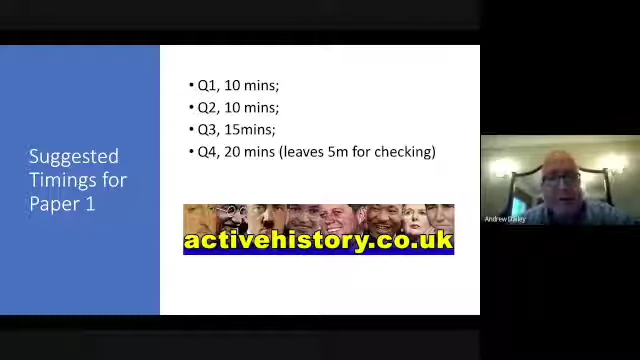 Suggested
Timings for
Paper 1
• Q1, 10 mins;
• Q2, 10 mins;
• Q3, 15mins;
• Q4, 20 mins (leaves 5m for checking)
activehistory.co.uk
Andrew Dailey